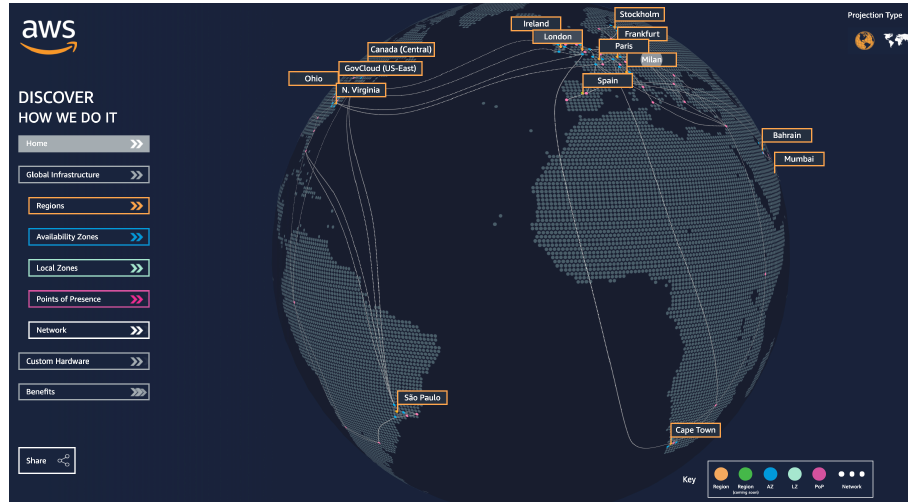 aws
DISCOVER
HOW WE DO IT
Home
Global Infrastructure
Regions
Availability Zones
Local Zones
Points of Presence
Network
Custom Hardware
Benefits
Share
Projection Type
Stockholm
Ireland
Frankfurt
London
Paris
Canada (Central)
Milan
GovCloud (US-East)
Ohio
Spain
N. Virginia
Bahrain
Mumbai
São Paulo
Cape Town
Key
Region
Region
(coming soon)
AZ
LZ
PoP
Network